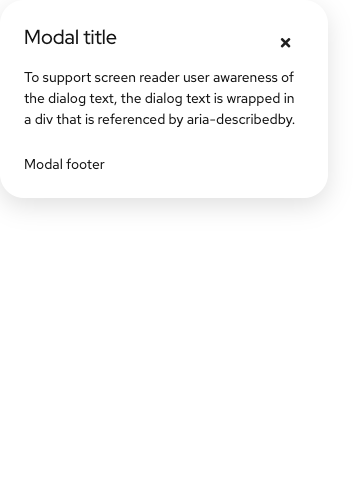 Modal title
To support screen reader user awareness of
the dialog text, the dialog text is wrapped in
a div that is referenced by aria-describedby.
Modal footer